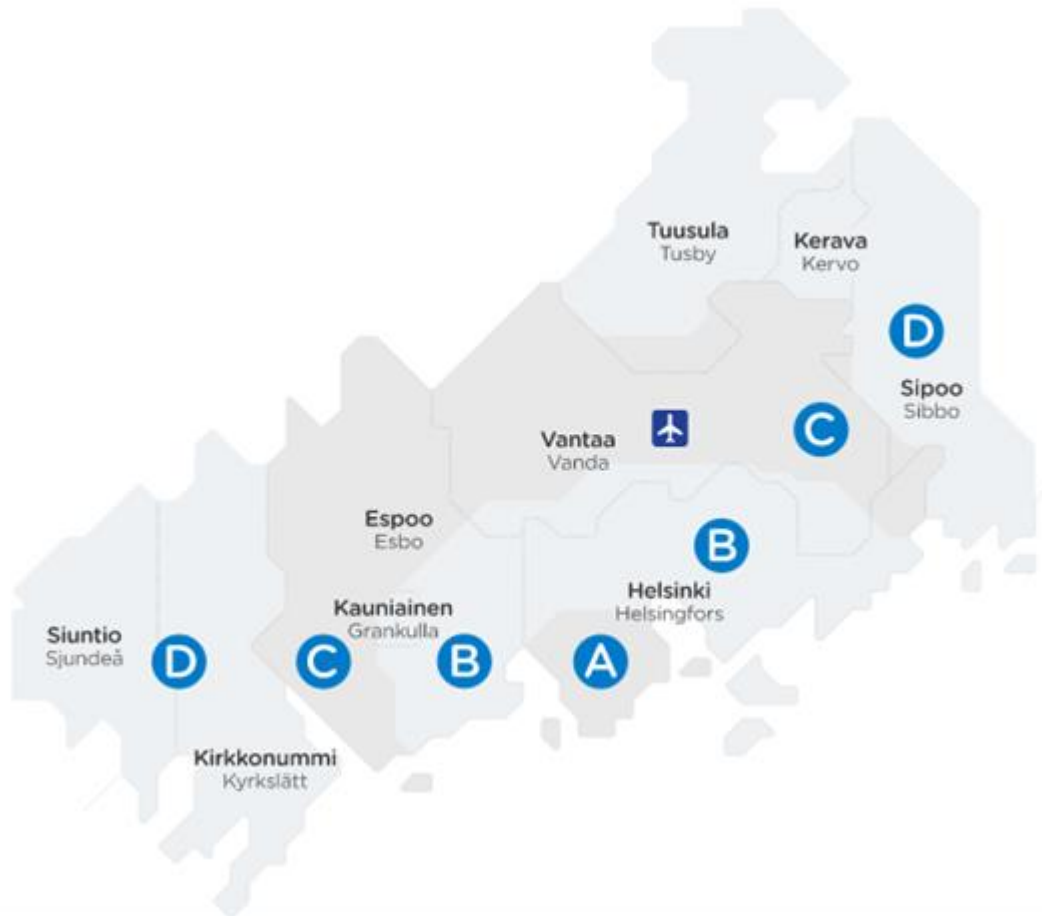 Tuusula
Tusby
Kerava
Kervo
D
Sipoo
Sibbo
C
Vantaa
Vanda
Espoo
Esbo
B
Helsinki
Helsingfors
Kauniainen
Grankulla
Siuntio
Sjundeå
D
C
B
A
Kirkkonummi
Kyrkslätt